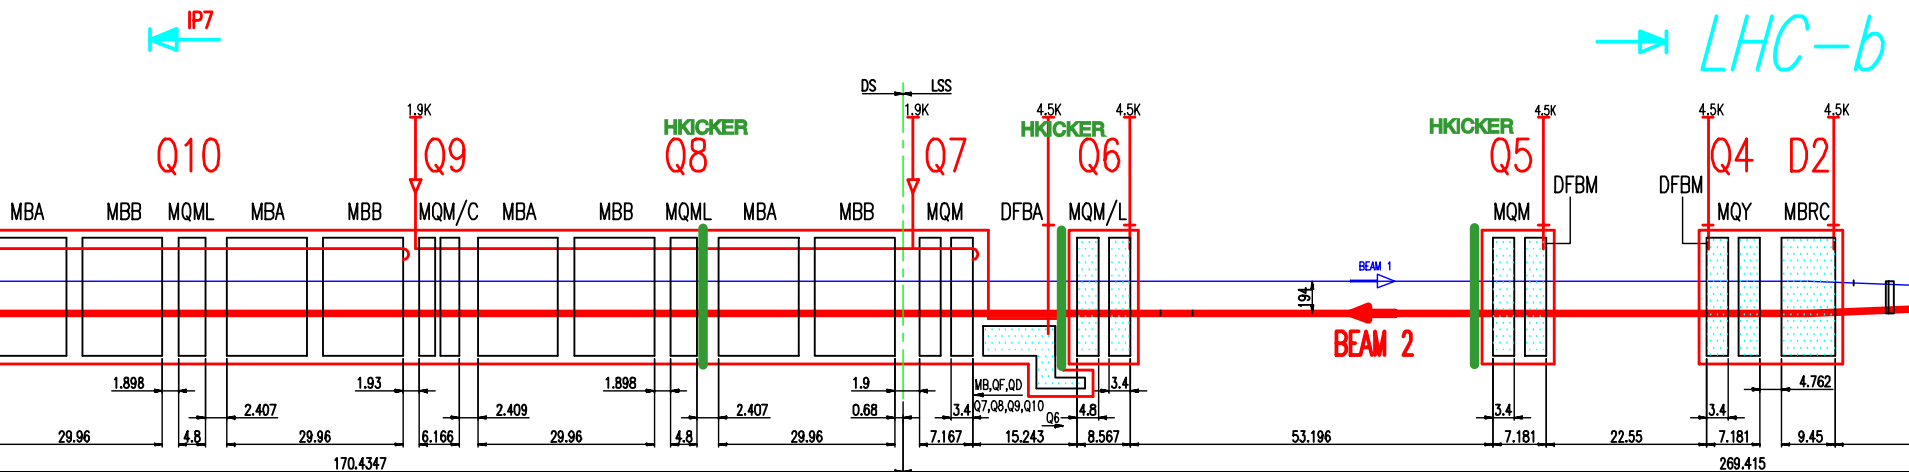 IP7
LHC-b
DS LSS
1.9K 1.9K 4.5K 4.5K 4.5K 4.5K 4.5K
HKICKER HKICKER HKICKER
Q10 Q9 Q8 Q7 Q6 Q5 Q4 D2
DFBM DFBM
MBA MBB MQML MBA MBB MQM/C MBA MBB MQML MBA MBB MQM DFBA MQM/L MQM MQY MBRC
BEAM 1
194
BEAM 2
1.898 1.93 1.898 1.9 MB,QF,QD 3.4 4.762
2.407 2.409 2.407 0.68 3.4 Q7,Q8,Q9,Q10 4.8 3.4 3.4
Q6
29.96 4.8 29.96 6.166 29.96 4.8 29.96 7.167 15.243 8.567 53.196 7.181 22.55 7.181 9.45
170.4347 269.415